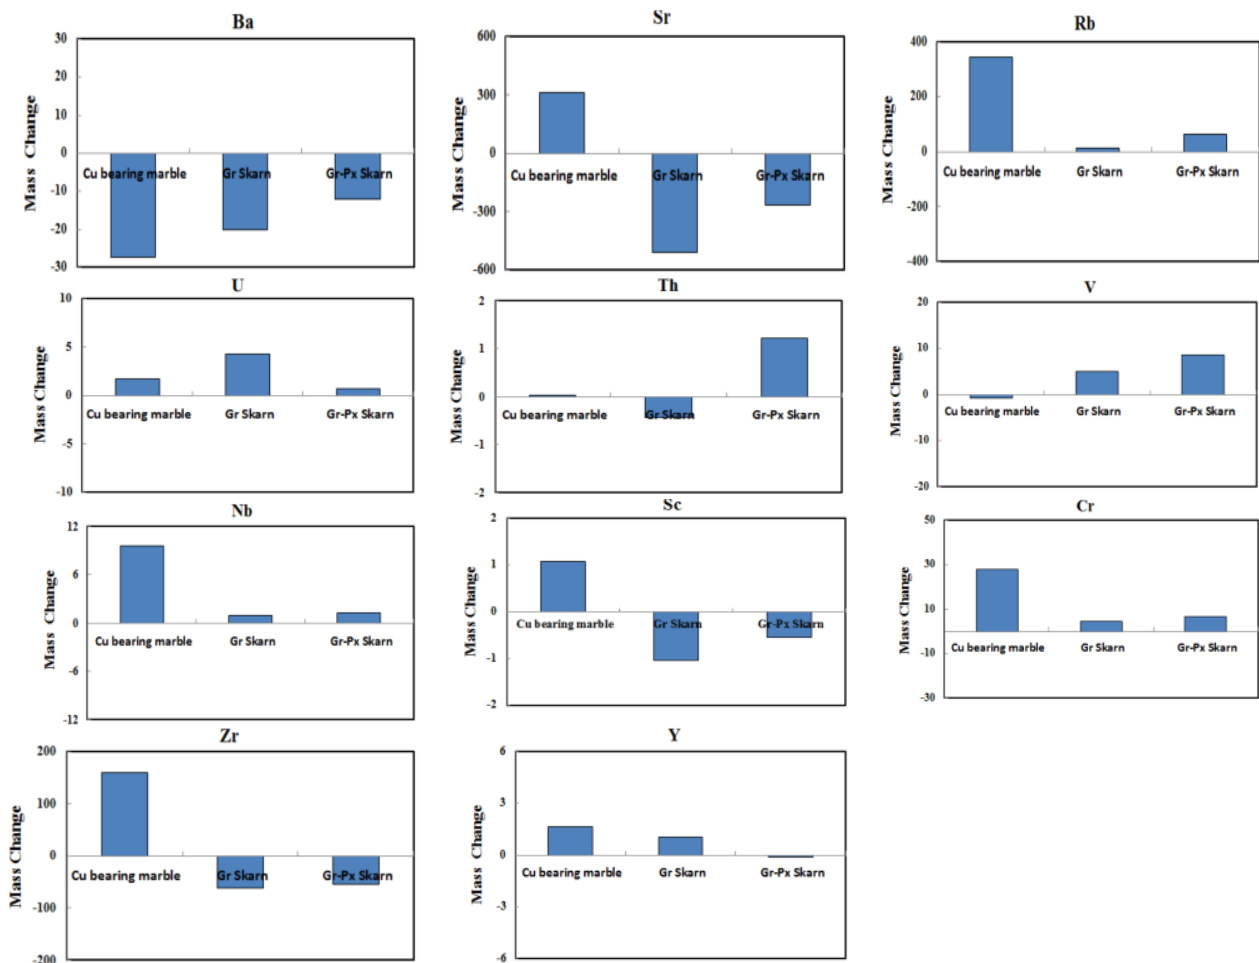 Ba
30
20
10
0
-10
-20
-30
Mass Change
Cu bearing marble
Gr Skarn
Gr-Px Skarn
Sr
600
300
0
-300
-600
Mass Change
Cu bearing marble
Gr Skarn
Gr-Px Skarn
Rb
400
200
0
-200
-400
Mass Change
Cu bearing marble
Gr Skarn
Gr-Px Skarn
U
10
5
0
-5
-10
Mass Change
Cu bearing marble
Gr Skarn
Gr-Px Skarn
Th
2
1
0
-1
-2
Mass Change
Cu bearing marble
Gr Skarn
Gr-Px Skarn
V
20
10
0
-10
-20
Mass Change
Cu bearing marble
Gr Skarn
Gr-Px Skarn
Nb
12
6
0
-6
-12
Mass Change
Cu bearing marble
Gr Skarn
Gr-Px Skarn
Sc
2
1
0
-1
-2
Mass Change
Cu bearing marble
Gr Skarn
Gr-Px Skarn
Cr
50
30
10
-10
-30
Mass Change
Cu bearing marble
Gr Skarn
Gr-Px Skarn
Zr
200
100
0
-100
-200
Mass Change
Cu bearing marble
Gr Skarn
Gr-Px Skarn
Y
6
3
0
-3
-6
Mass Change
Cu bearing marble
Gr Skarn
Gr-Px Skarn